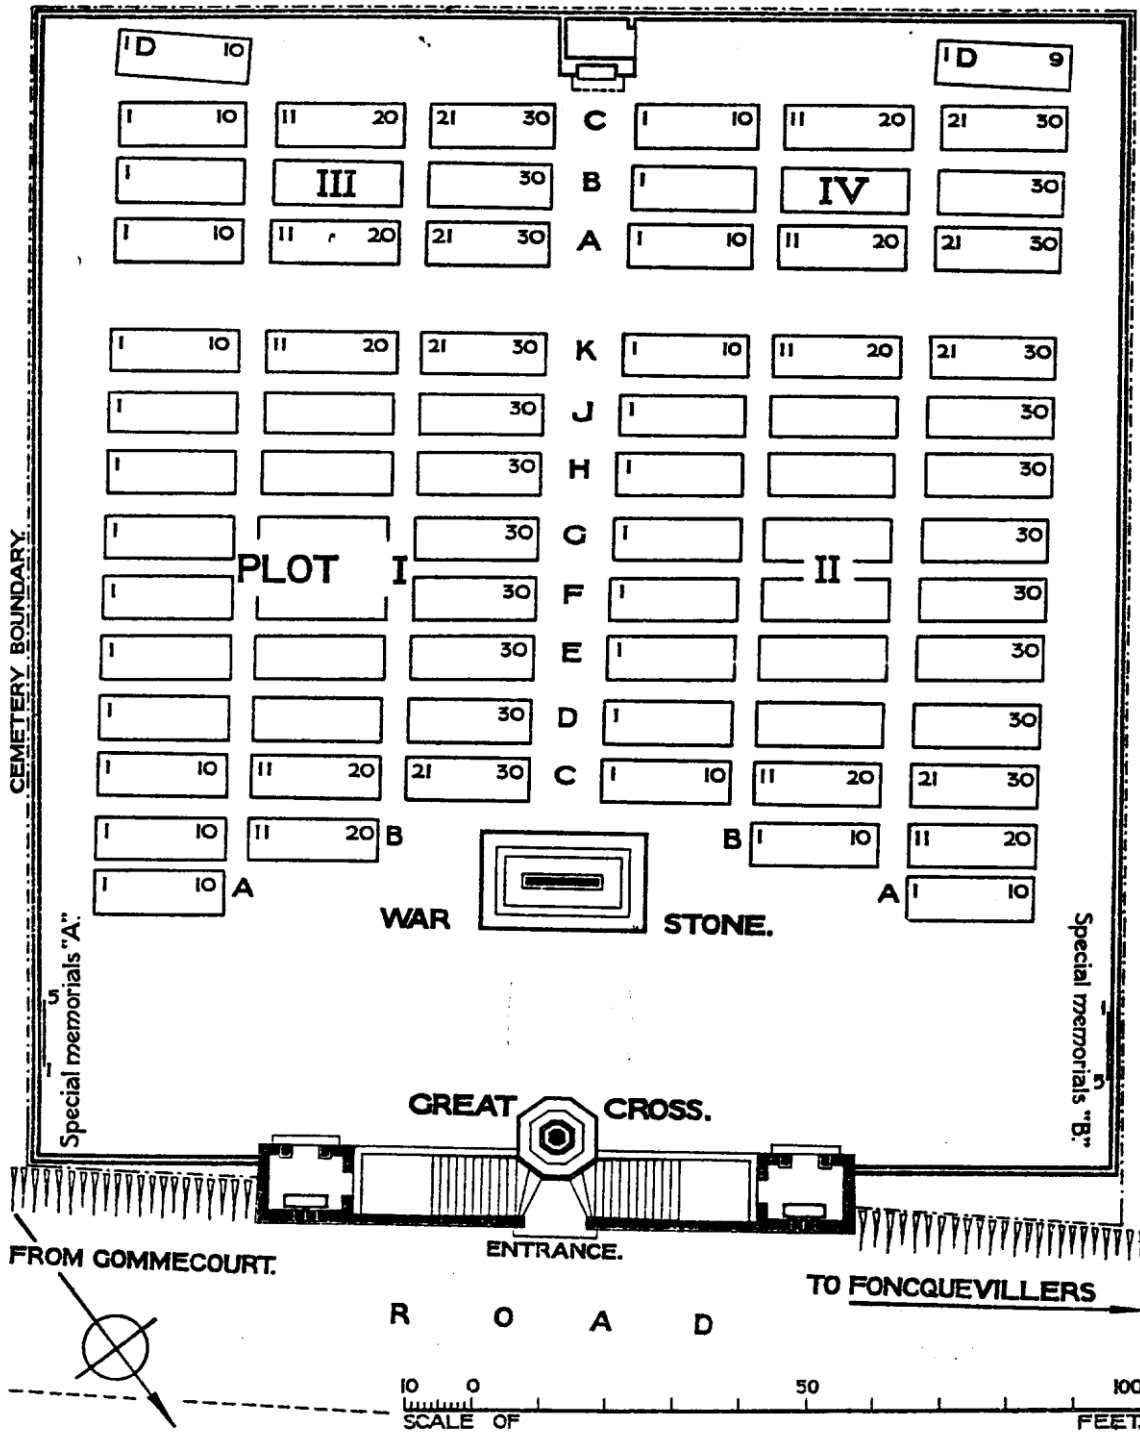 1 D 10 1 D 9
1 10 11 20 21 30 C 1 10 11 20 21 30
1 III 30 B 1 IV 30
1 10 11 20 21 30 A 1 10 11 20 21 30
1 10 11 20 21 30 K 1 10 11 20 21 30
1 30 J 1 30
1 30 H 1 30
1 30 G 1 30
PLOT I II
1 30 F 1 30
1 30 E 1 30
1 30 D 1 30
1 10 11 20 21 30 C 1 10 11 20 21 30
1 10 11 20 B B 1 10 11 20
1 10 A A 1 10
CEMETERY BOUNDARY.
WAR STONE.
Special memorials "A".
5
1
Special memorials "B".
1
5
GREAT CROSS.
ENTRANCE.
FROM GOMMECOURT.
TO FONCQUEVILLERS
R O A D
10 0 50 100
SCALE OF FEET.